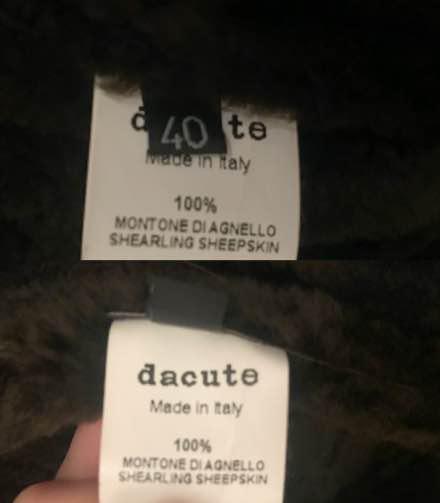 40
te
Made in Italy
100%
MONTONE DI AGNELLO
SHEARLING SHEEPSKIN
dacute
Made in Italy
100%
MONTONE DI AGNELLO
SHEARLING SHEEPSKIN